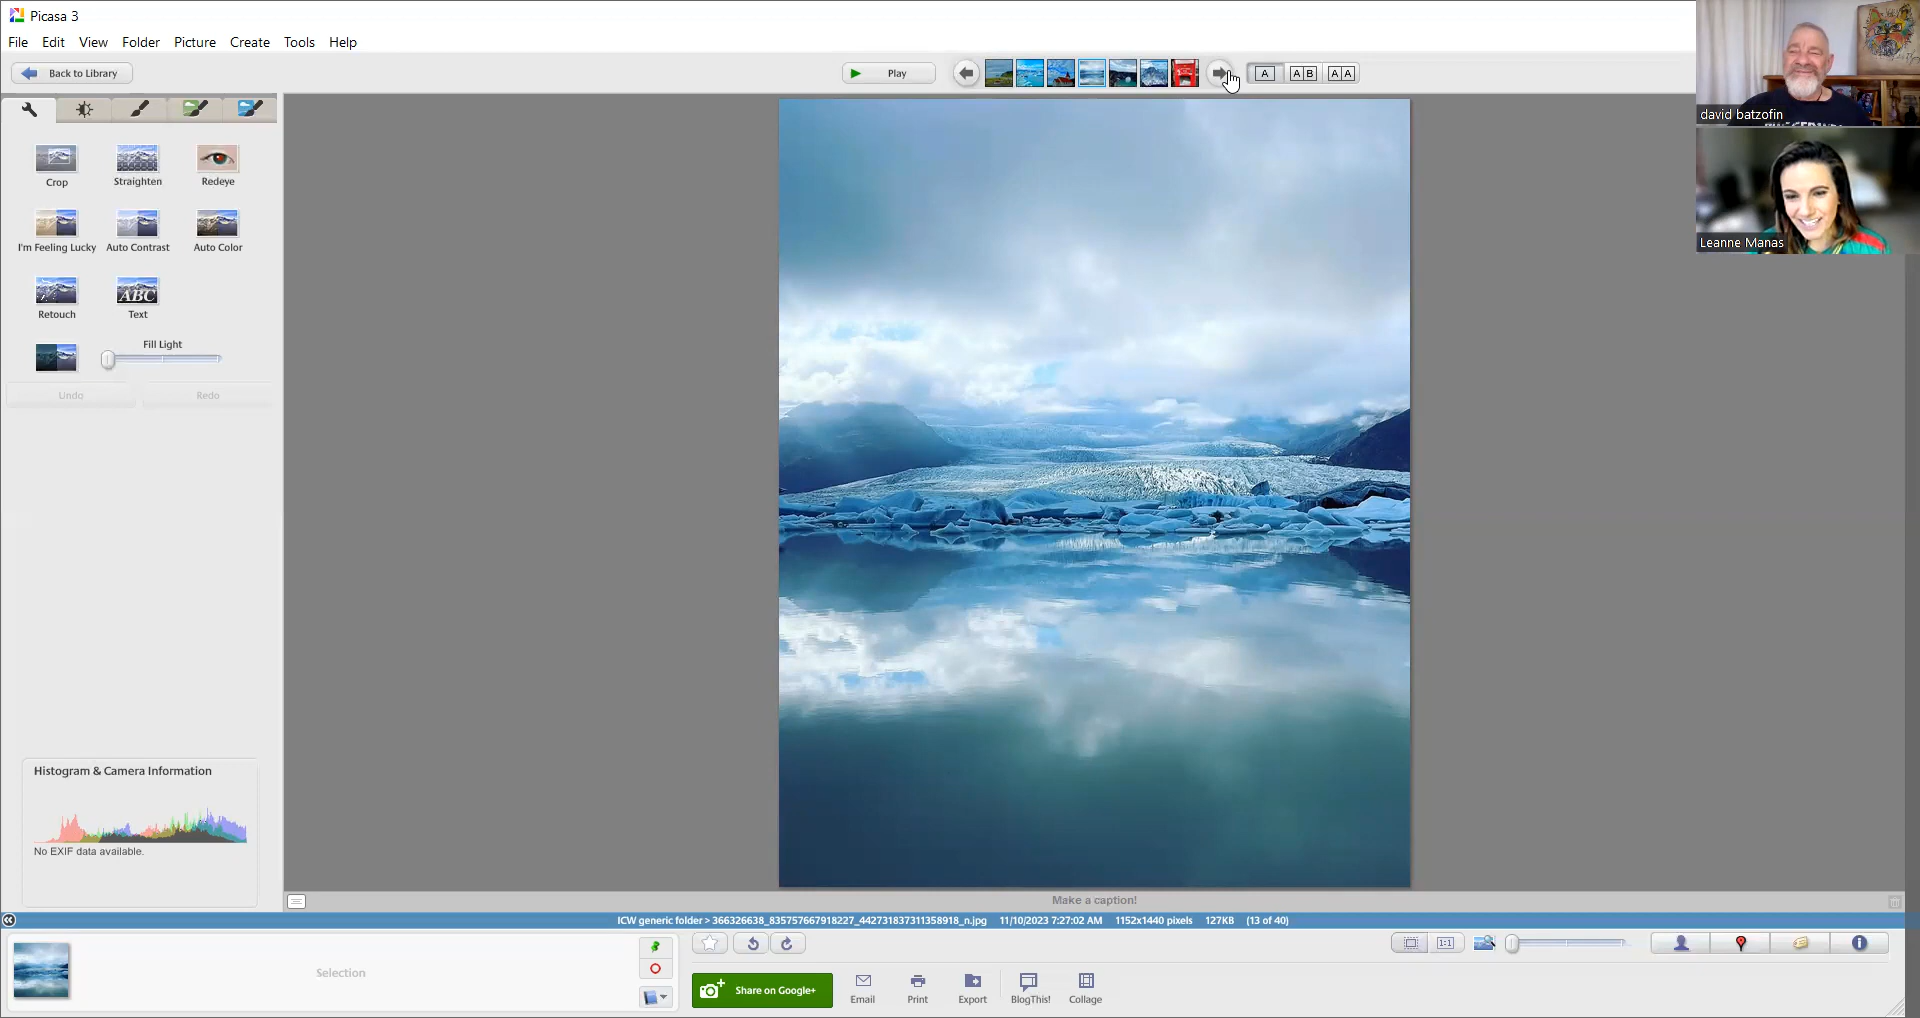 Picasa 3
File Edit View Folder Picture Create Tools Help
Back to Library
Play
A
A B
A A
david batzofin
Leanne Manas
Crop
Straighten
Redeye
I'm Feeling Lucky
Auto Contrast
Auto Color
Retouch
ABC
Text
Fill Light
Undo
Redo
Histogram & Camera Information
No EXIF data available.
Make a caption!
ICW generic folder > 366326638_835757667918227_442731837311358918_n.jpg 11/10/2023 7:27:02 AM 1152x1440 pixels 127KB (13 of 40)
Selection
1:1
Share on Google+
Email
Print
Export
BlogThis!
Collage